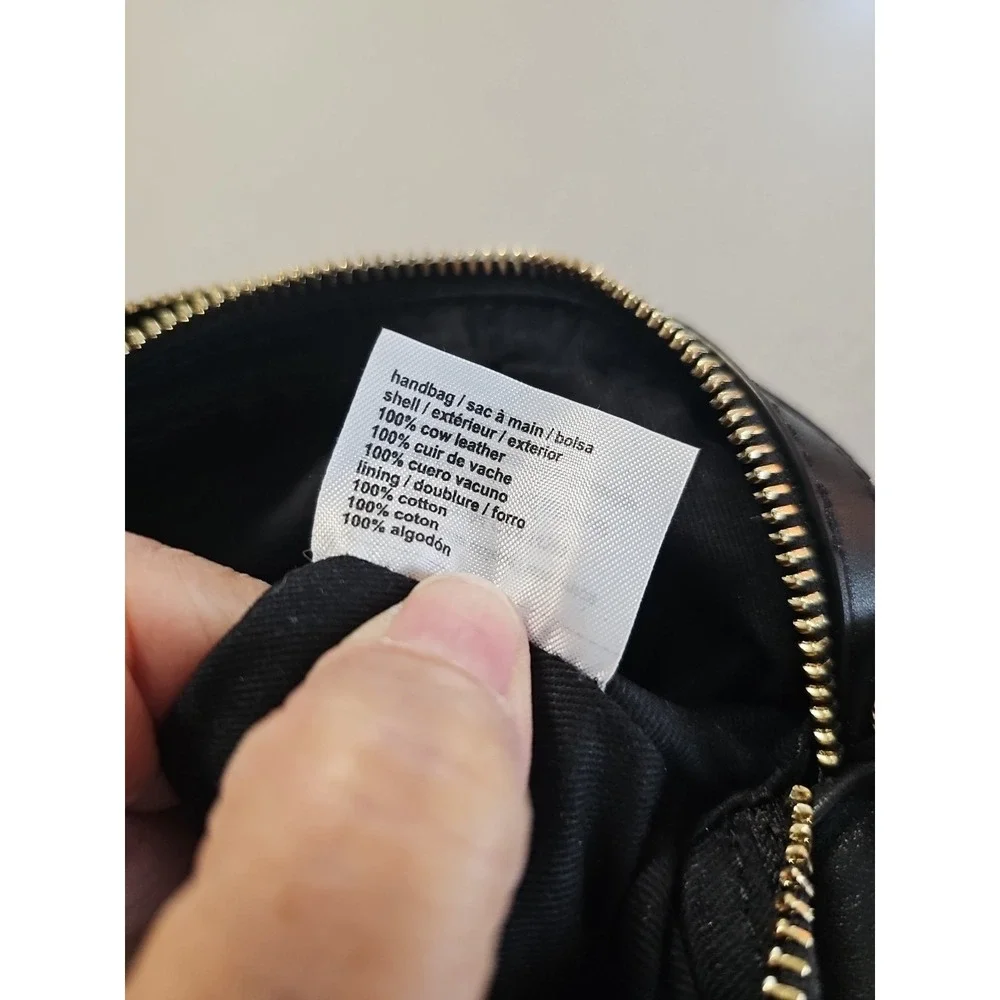 handbag / sac à main / bolsa
shell / extérieur / exterior
100% cow leather
100% cuir de vache
100% cuero vacuno
lining / doublure / forro
100% cotton
100% coton
100% algodón